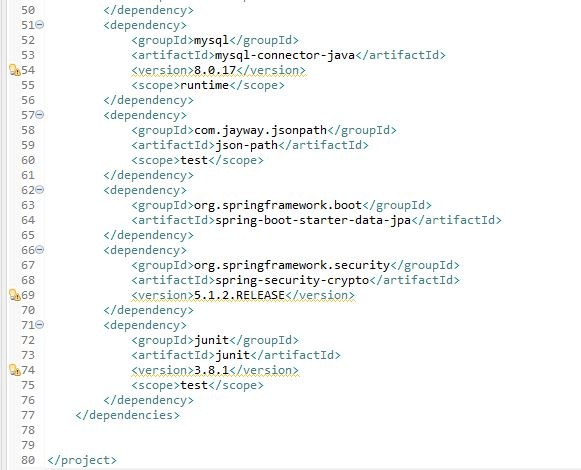 50 </dependency>
51 <dependency>
52 <groupId>mysql</groupId>
53 <artifactId>mysql-connector-java</artifactId>
54 <version>8.0.17</version>
55 <scope>runtime</scope>
56 </dependency>
57 <dependency>
58 <groupId>com.jayway.jsonpath</groupId>
59 <artifactId>json-path</artifactId>
60 <scope>test</scope>
61 </dependency>
62 <dependency>
63 <groupId>org.springframework.boot</groupId>
64 <artifactId>spring-boot-starter-data-jpa</artifactId>
65 </dependency>
66 <dependency>
67 <groupId>org.springframework.security</groupId>
68 <artifactId>spring-security-crypto</artifactId>
69 <version>5.1.2.RELEASE</version>
70 </dependency>
71 <dependency>
72 <groupId>junit</groupId>
73 <artifactId>junit</artifactId>
74 <version>3.8.1</version>
75 <scope>test</scope>
76 </dependency>
77 </dependencies>
78
79
80 </project>